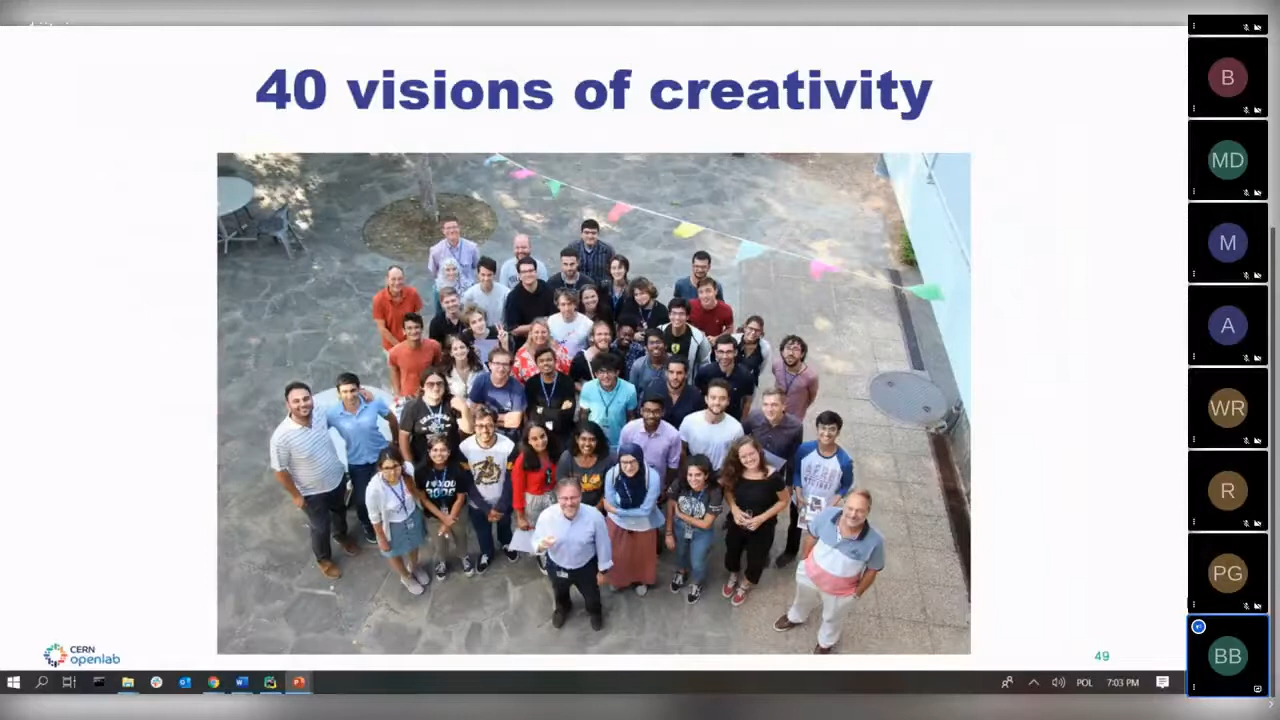 40 visions of creativity
B
MD
M
A
WR
R
PG
BB
CERN
openlab
49
POL
7:03 PM